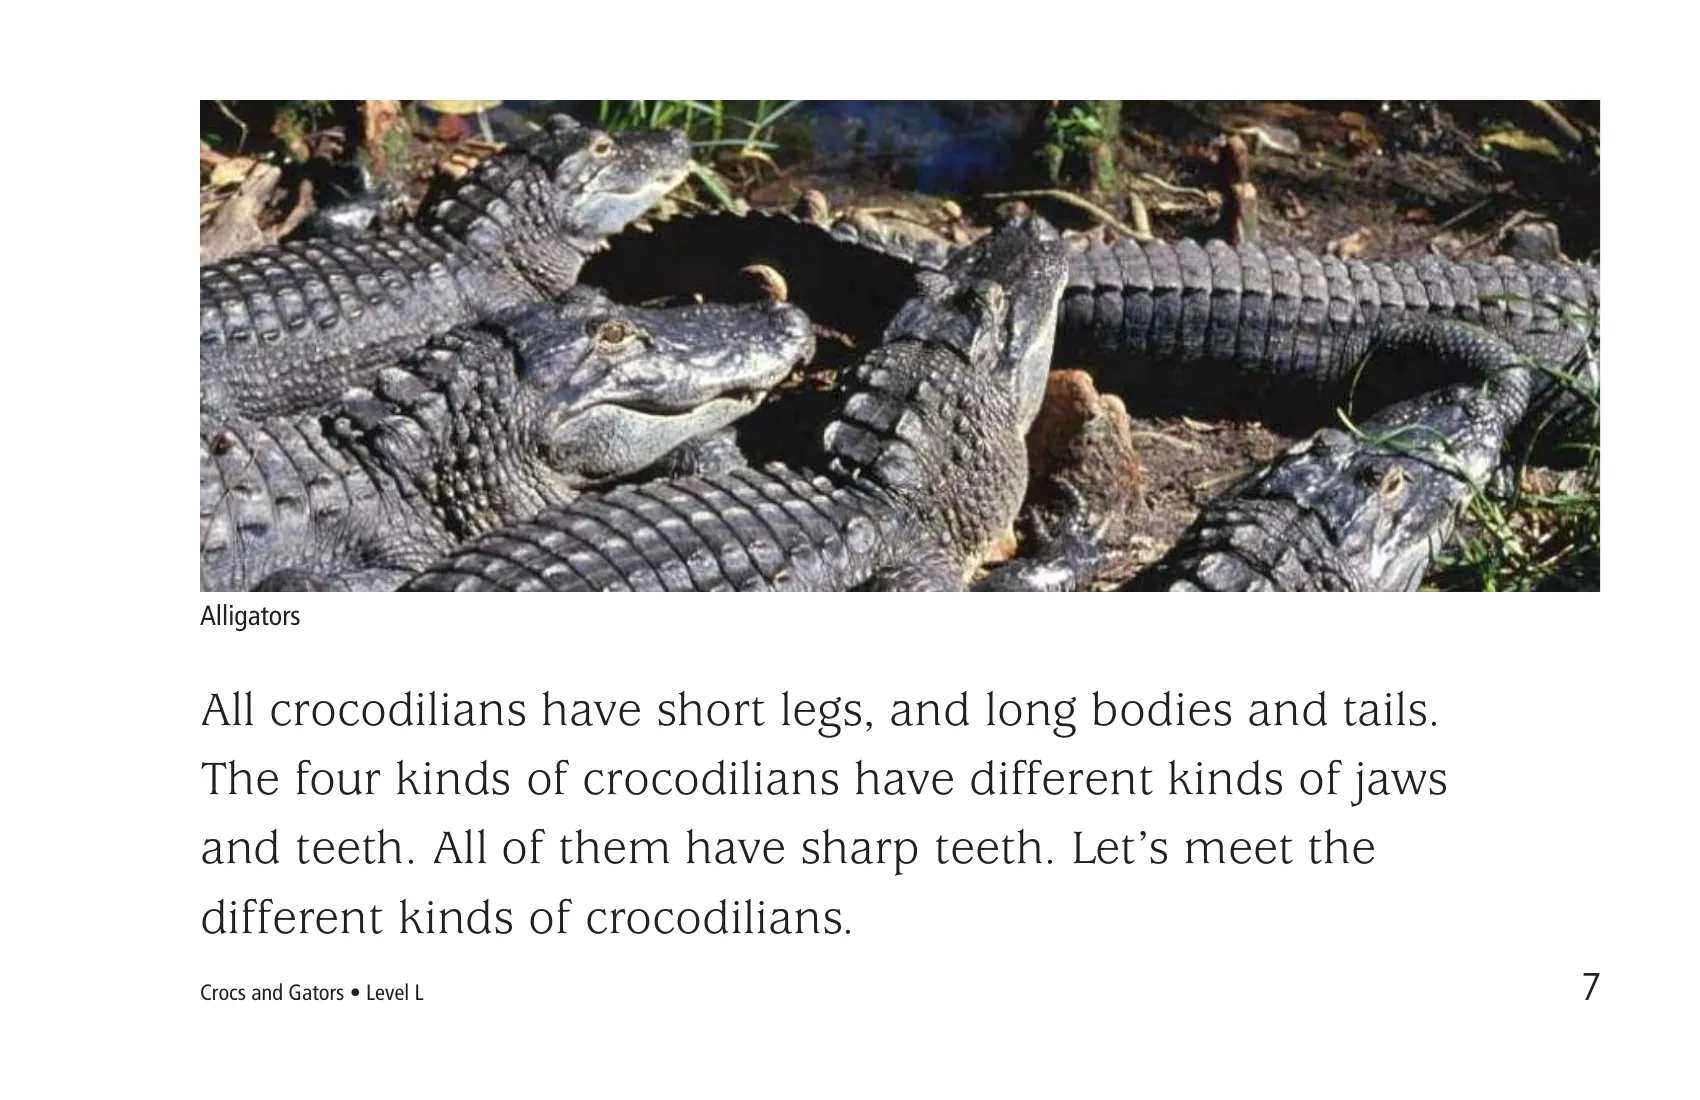 Alligators
All crocodilians have short legs, and long bodies and tails.
The four kinds of crocodilians have different kinds of jaws
and teeth. All of them have sharp teeth. Let’s meet the
different kinds of crocodilians.
Crocs and Gators • Level L
7